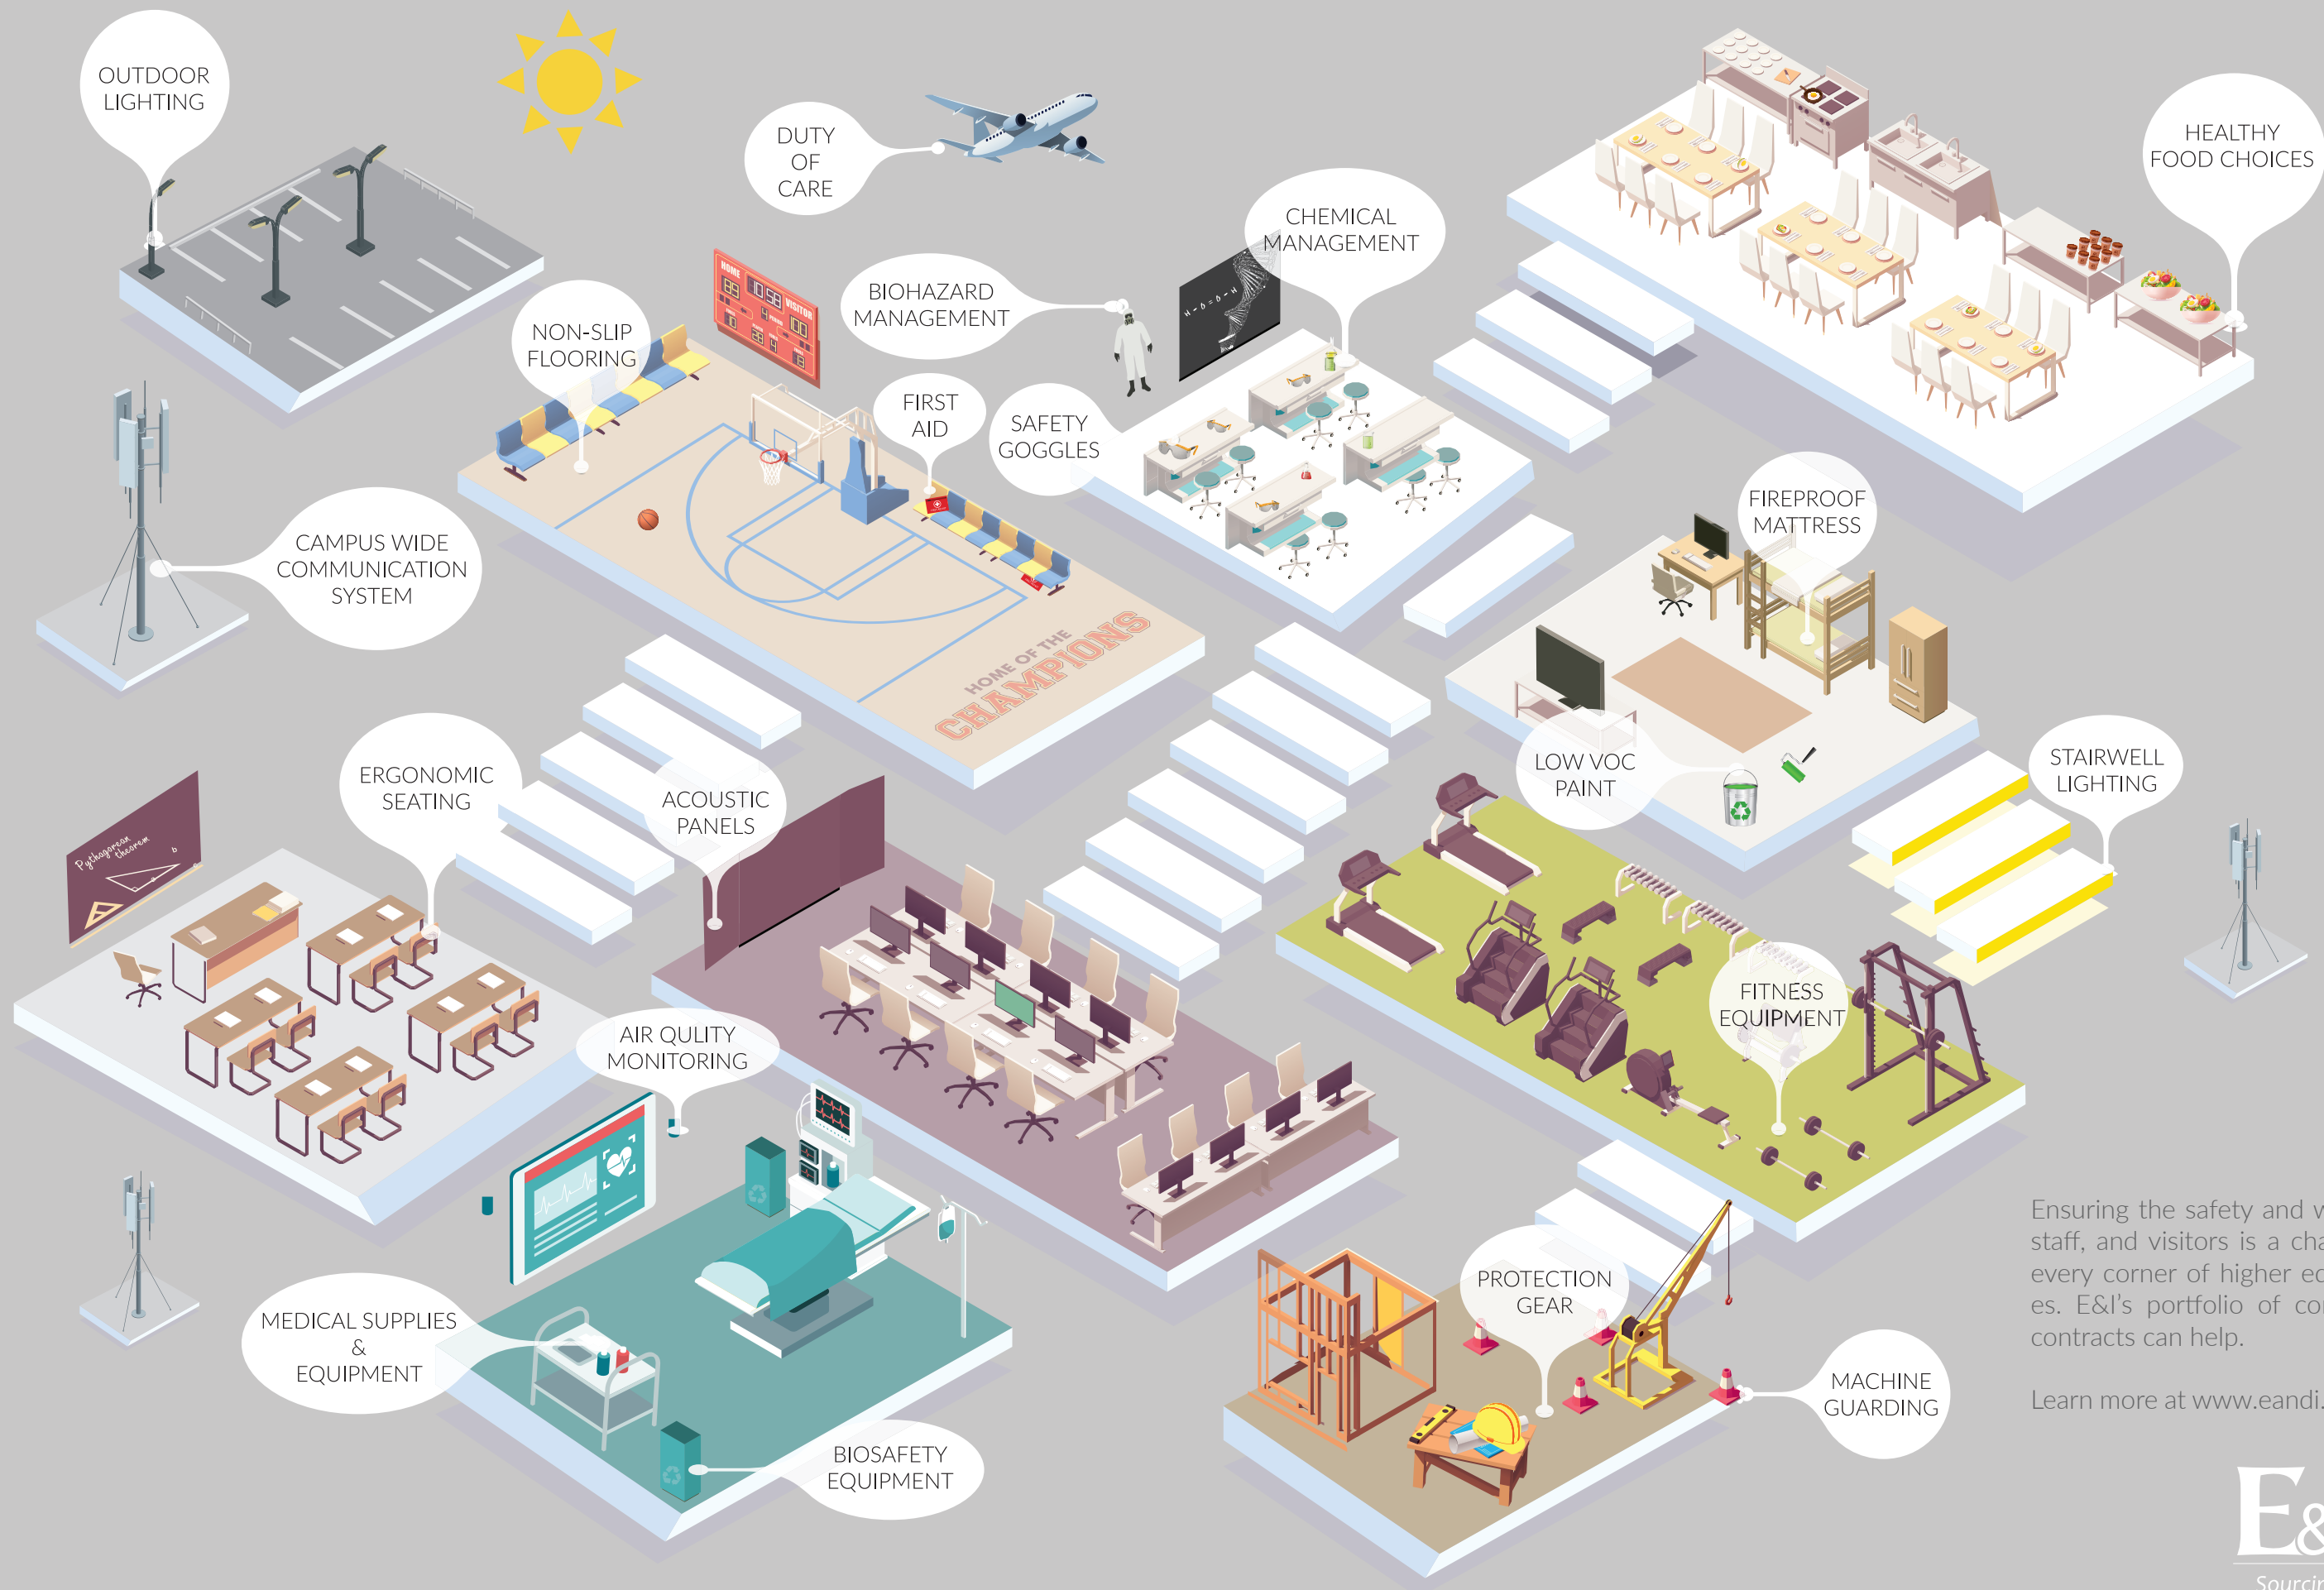 OUTDOOR
LIGHTING
DUTY
OF
CARE
HEALTHY
FOOD CHOICES
CHEMICAL
MANAGEMENT
BIOHAZARD
MANAGEMENT
HOME
VISITOR
NON-SLIP
FLOORING
FIRST
AID
SAFETY
GOGGLES
FIREPROOF
MATTRESS
CAMPUS WIDE
COMMUNICATION
SYSTEM
HOME OF THE
CHAMPIONS
LOW VOC
PAINT
STAIRWELL
LIGHTING
ERGONOMIC
SEATING
ACOUSTIC
PANELS
Pythagorean
theorem
b
FITNESS
EQUIPMENT
AIR QULITY
MONITORING
MEDICAL SUPPLIES
&
EQUIPMENT
PROTECTION
GEAR
MACHINE
GUARDING
BIOSAFETY
EQUIPMENT
Ensuring the safety and
staff, and visitors is a
every corner of higher
es. E&I's portfolio of
contracts can help.
Learn more at www.eandi.
E&